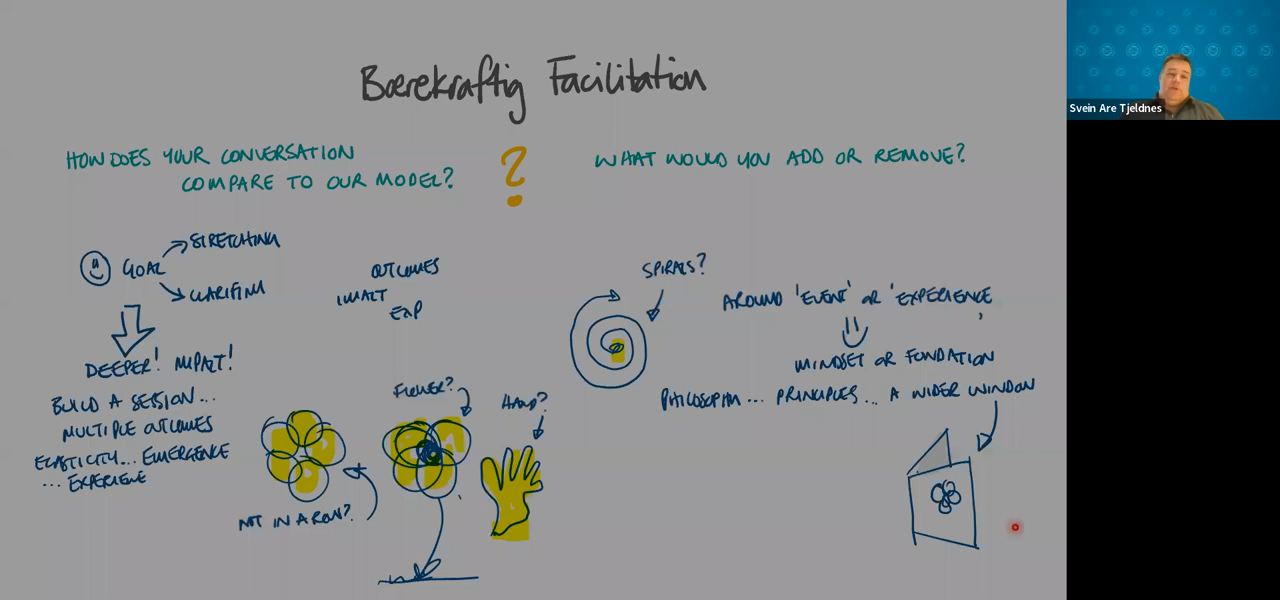 Bærekraftig Facilitation
HOW DOES YOUR CONVERSATION
COMPARE TO OUR MODEL?
?
WHAT WOULD YOU ADD OR REMOVE?
GOAL
STRETCHING
CLARIFING
DEEPER! IMPACT!
BUILD A SESSION...
MULTIPLE OUTCOMES
ELASTICITY... EMERGENCE
... EXPERIENCE
OUTCOMES
IMPACT
EXP
NOT IN A ROW?
FLOWER?
HAND?
SPIRALS?
AROUND 'EVENT' OR 'EXPERIENCE'
MINDSET OR FONDATION
PHILOSOPHY... PRINCIPLES... A WIDER WINDOW
Svein Are Tjeldnes